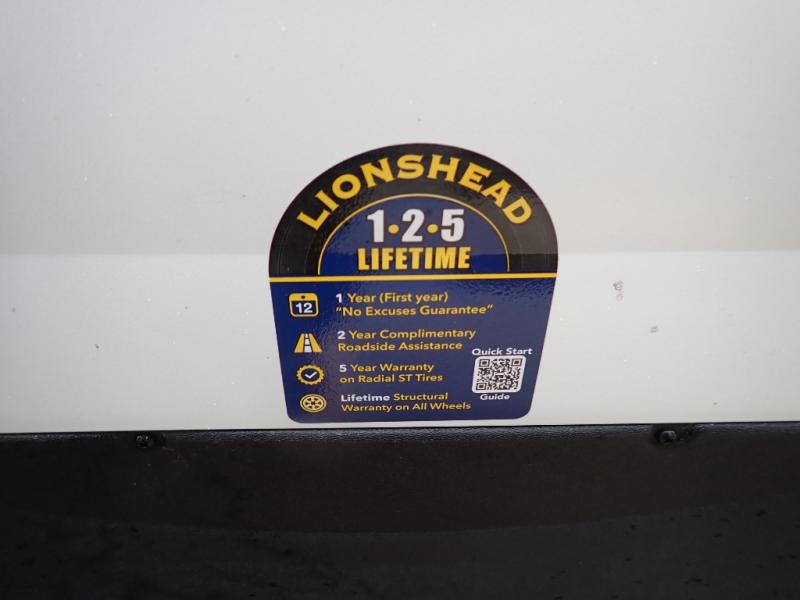 LIONSHEAD
1•2•5
LIFETIME
12
1 Year (First year)
"No Excuses Guarantee"
2 Year Complimentary
Roadside Assistance
5 Year Warranty
on Radial ST Tires
Lifetime Structural
Warranty on All Wheels
Quick Start
Guide